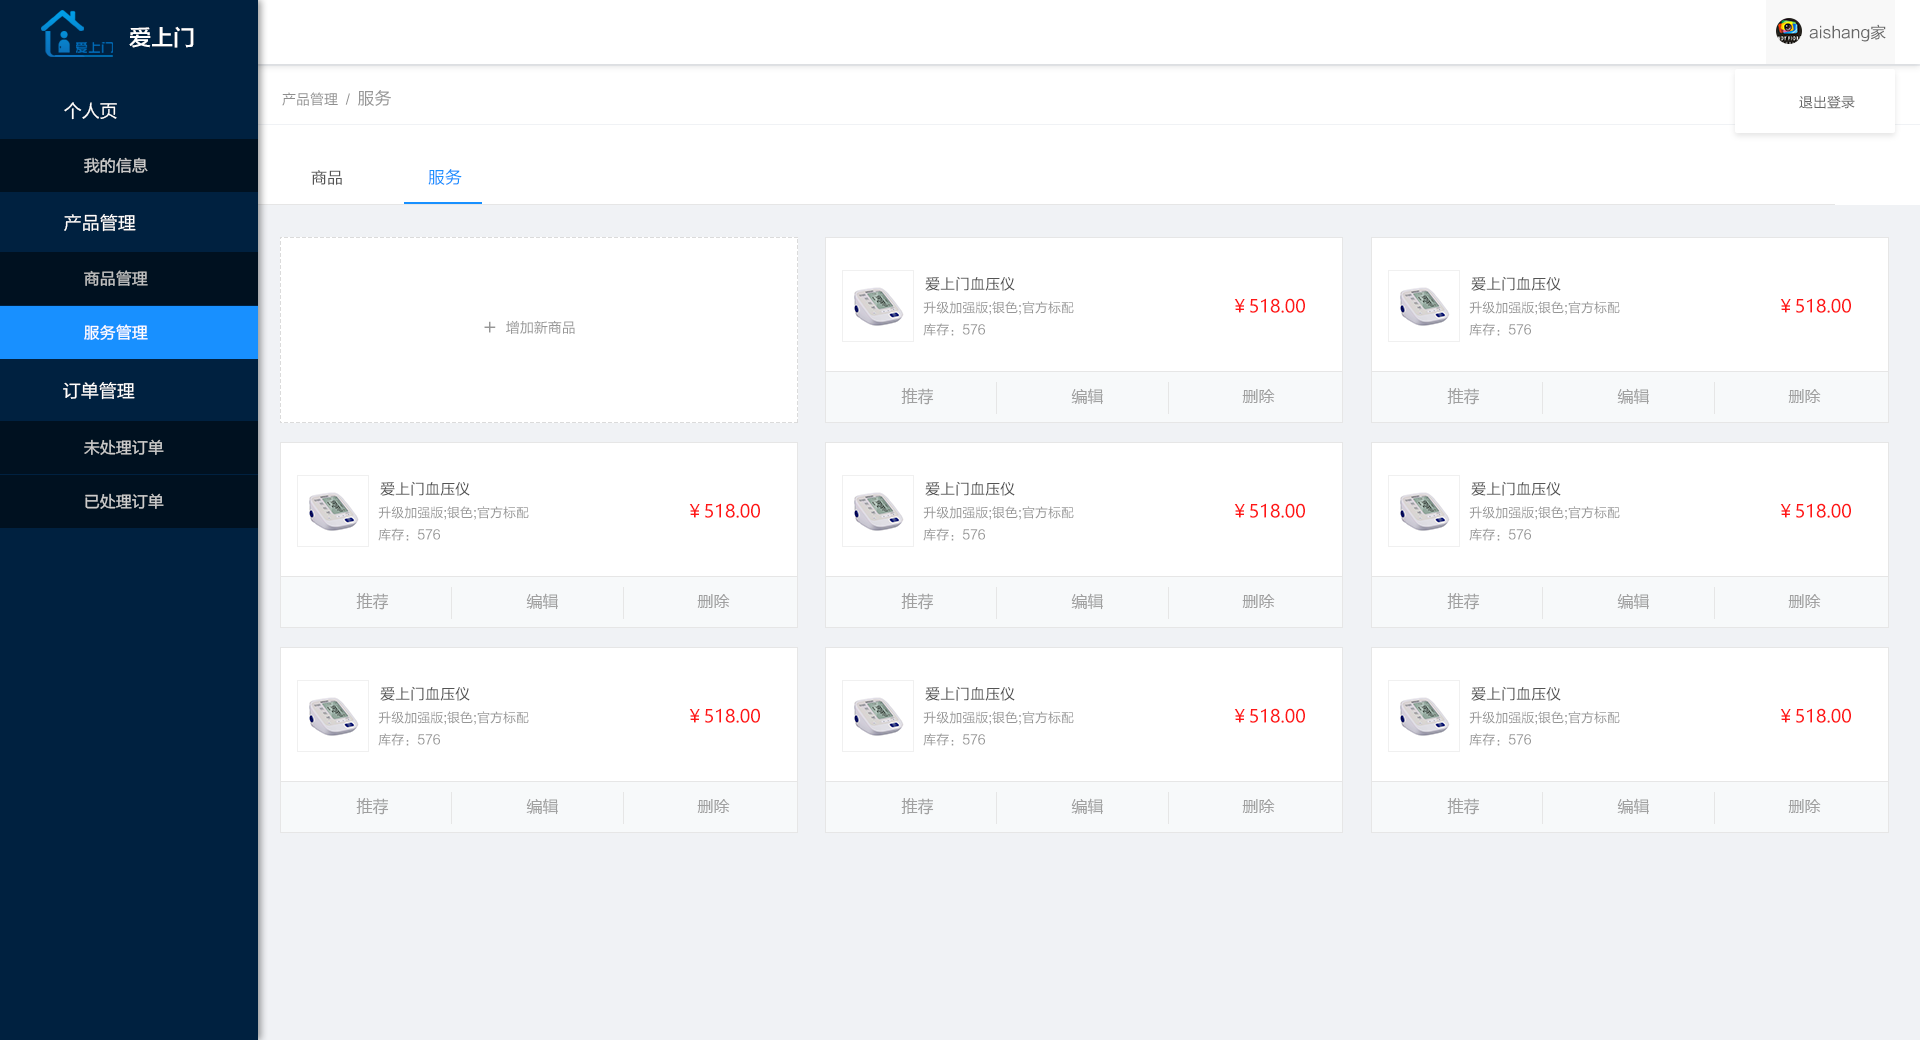 爱上门
爱上门
aishang家
退出登录
个人页
我的信息
产品管理
商品管理
服务管理
订单管理
未处理订单
已处理订单
产品管理 / 服务
商品
服务
+ 增加新商品
爱上门血压仪
升级加强版;银色;官方标配
库存：576
¥518.00
推荐 编辑 删除
爱上门血压仪
升级加强版;银色;官方标配
库存：576
¥518.00
推荐 编辑 删除
爱上门血压仪
升级加强版;银色;官方标配
库存：576
¥518.00
推荐 编辑 删除
爱上门血压仪
升级加强版;银色;官方标配
库存：576
¥518.00
推荐 编辑 删除
爱上门血压仪
升级加强版;银色;官方标配
库存：576
¥518.00
推荐 编辑 删除
爱上门血压仪
升级加强版;银色;官方标配
库存：576
¥518.00
推荐 编辑 删除
爱上门血压仪
升级加强版;银色;官方标配
库存：576
¥518.00
推荐 编辑 删除
爱上门血压仪
升级加强版;银色;官方标配
库存：576
¥518.00
推荐 编辑 删除